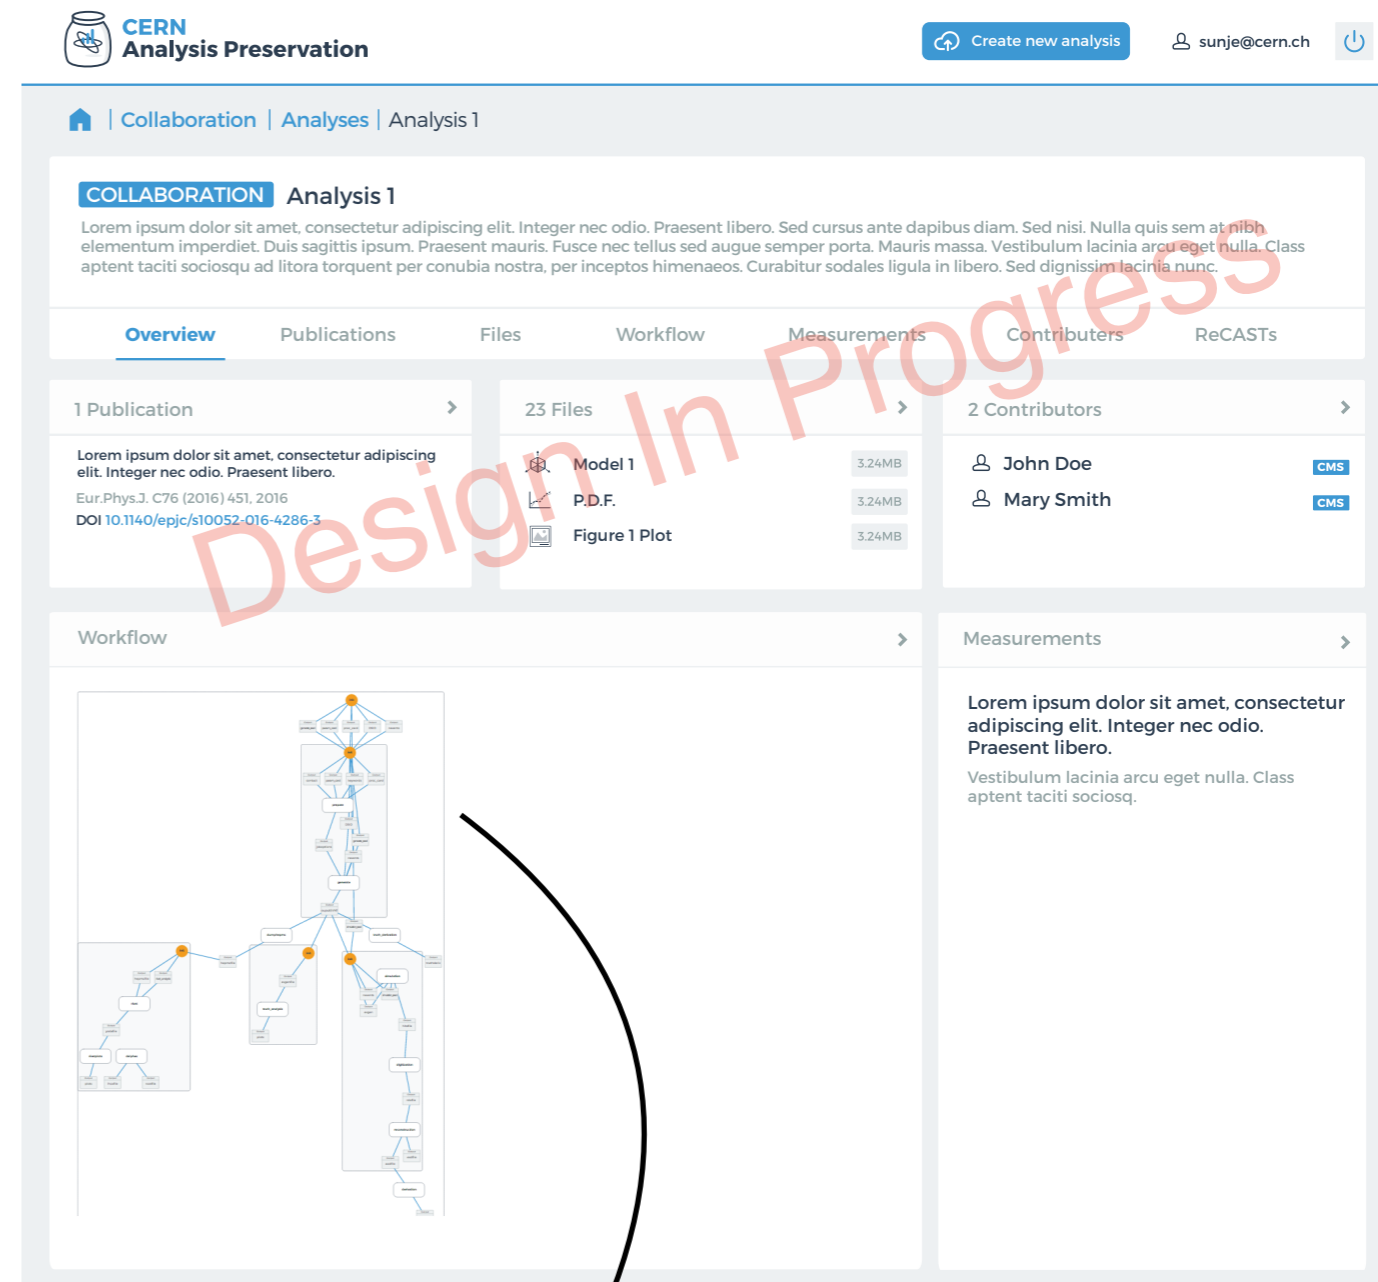 CERN
Analysis Preservation
Create new analysis
sunje@cern.ch
| Collaboration | Analyses | Analysis 1
COLLABORATION Analysis 1
Lorem ipsum dolor sit amet, consectetur adipiscing elit. Integer nec odio. Praesent libero. Sed cursus ante dapibus diam. Sed nisi. Nulla quis sem at nibh
elementum imperdiet. Duis sagittis ipsum. Praesent mauris. Fusce nec tellus sed augue semper porta. Mauris massa. Vestibulum lacinia arcu eget nulla. Class
aptent taciti sociosqu ad litora torquent per conubia nostra, per inceptos himenaeos. Curabitur sodales ligula in libero. Sed dignissim lacinia nunc.
Overview Publications Files Workflow Measurements Contributers ReCASTs
Design In Progress
1 Publication
Lorem ipsum dolor sit amet, consectetur adipiscing
elit. Integer nec odio. Praesent libero.
Eur.Phys.J. C76 (2016) 451, 2016
DOI 10.1140/epjc/s10052-016-4286-3
23 Files
Model 1 3.24MB
P.D.F. 3.24MB
Figure 1 Plot 3.24MB
2 Contributors
John Doe CMS
Mary Smith CMS
Workflow
Measurements
Lorem ipsum dolor sit amet, consectetur
adipiscing elit. Integer nec odio.
Praesent libero.
Vestibulum lacinia arcu eget nulla. Class
aptent taciti sociosq.